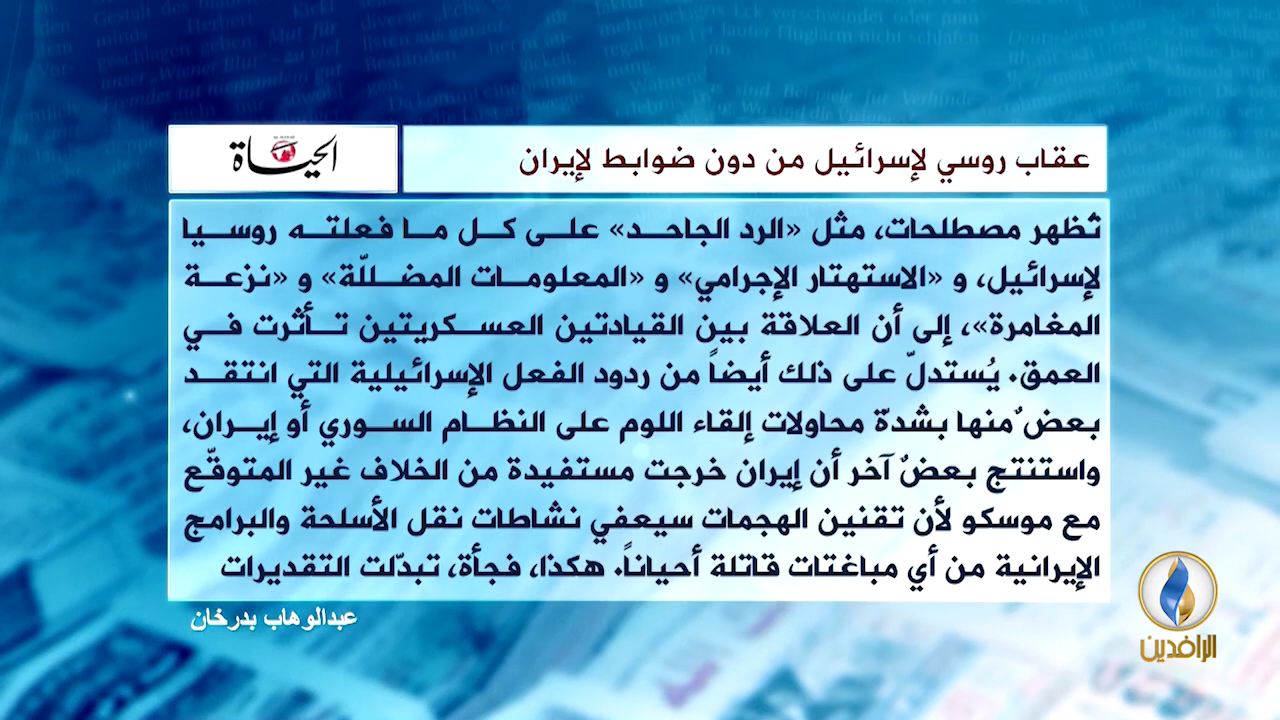 عقاب روسي لإسرائيل من دون ضوابط لإيران
الحياة
تُظهر مصطلحات، مثل «الرد الجاحد» على كل ما فعلته روسيا
لإسرائيل، و «الاستهتار الإجرامي» و «المعلومات المضللّة» و «نزعة
المغامرة»، إلى أن العلاقة بين القيادتين العسكريتين تأثرت في
العمق. يُستدلّ على ذلك أيضاً من ردود الفعل الإسرائيلية التي انتقد
بعضٌ منها بشدّة محاولات إلقاء اللوم على النظام السوري أو إيران،
واستنتج بعضٌ آخر أن إيران خرجت مستفيدة من الخلاف غير المتوقّع
مع موسكو لأن تقنين الهجمات سيعفي نشاطات نقل الأسلحة والبرامج
الإيرانية من أي مباغتات قاتلة أحياناً. هكذا، فجأة، تبدّلت التقديرات
عبدالوهاب بدرخان
الرافدين